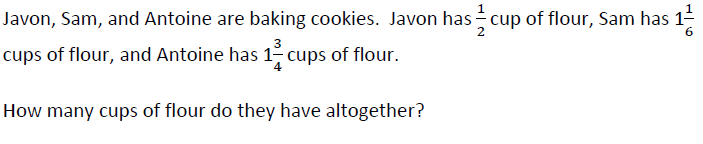 Javon, Sam, and Antoine are baking cookies.  Javon has 1/2 cup of flour, Sam has 1 1/6
cups of flour, and Antoine has 1 3/4 cups of flour.
How many cups of flour do they have altogether?